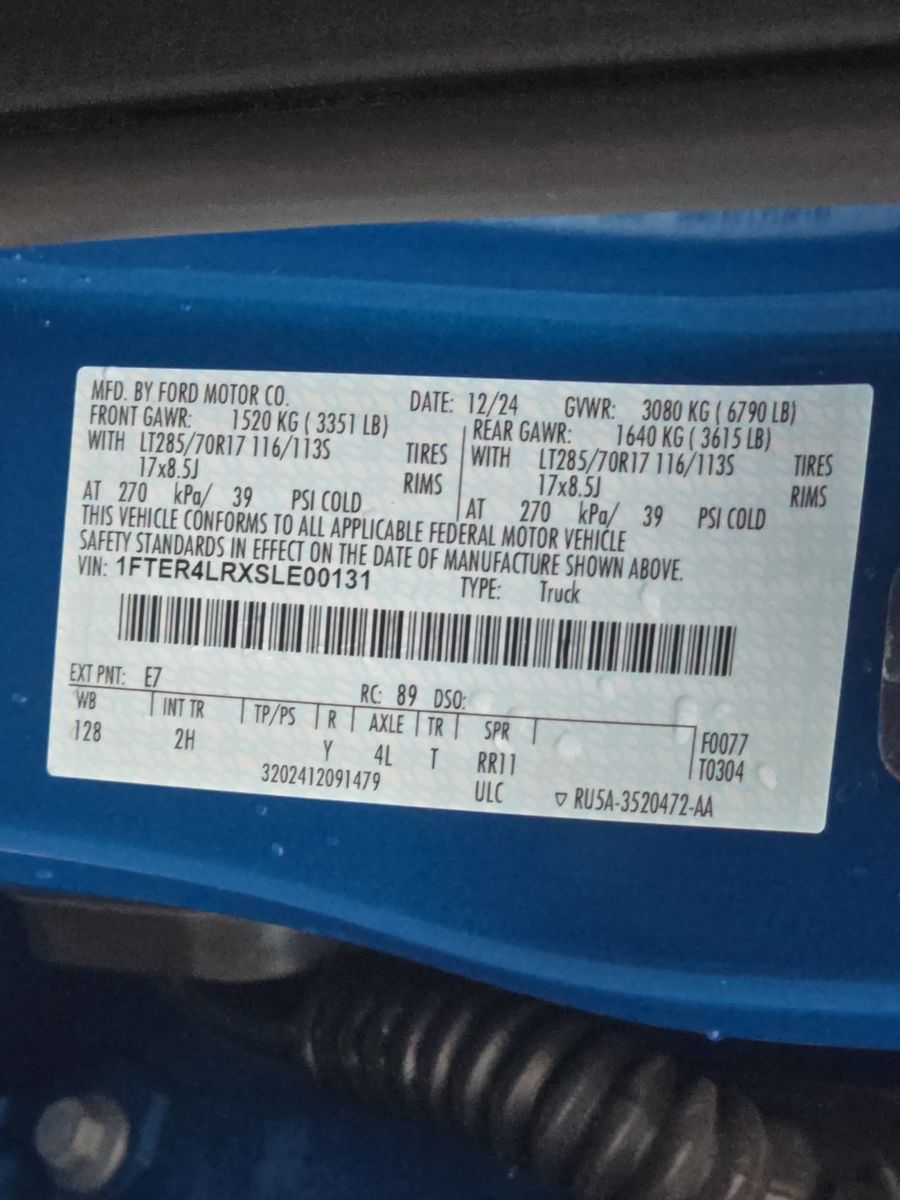 MFD. BY FORD MOTOR CO. DATE: 12/24 GVWR: 3080 KG ( 6790 LB)
FRONT GAWR: 1520 KG ( 3351 LB) REAR GAWR: 1640 KG ( 3615 LB)
WITH LT285/70R17 116/113S TIRES WITH LT285/70R17 116/113S TIRES
17x8.5J RIMS 17x8.5J RIMS
AT 270 kPa/ 39 PSI COLD AT 270 kPa/ 39 PSI COLD
THIS VEHICLE CONFORMS TO ALL APPLICABLE FEDERAL MOTOR VEHICLE
SAFETY STANDARDS IN EFFECT ON THE DATE OF MANUFACTURE SHOWN ABOVE.
VIN: 1FTER4LRXSLE00131 TYPE: Truck
EXT PNT: E7 RC: 89 DSO:
WB INT TR TP/PS R AXLE TR SPR F0077
128 2H Y 4L T RR11 T0304
3202412091479 ULC ▽ RU5A-3520472-AA